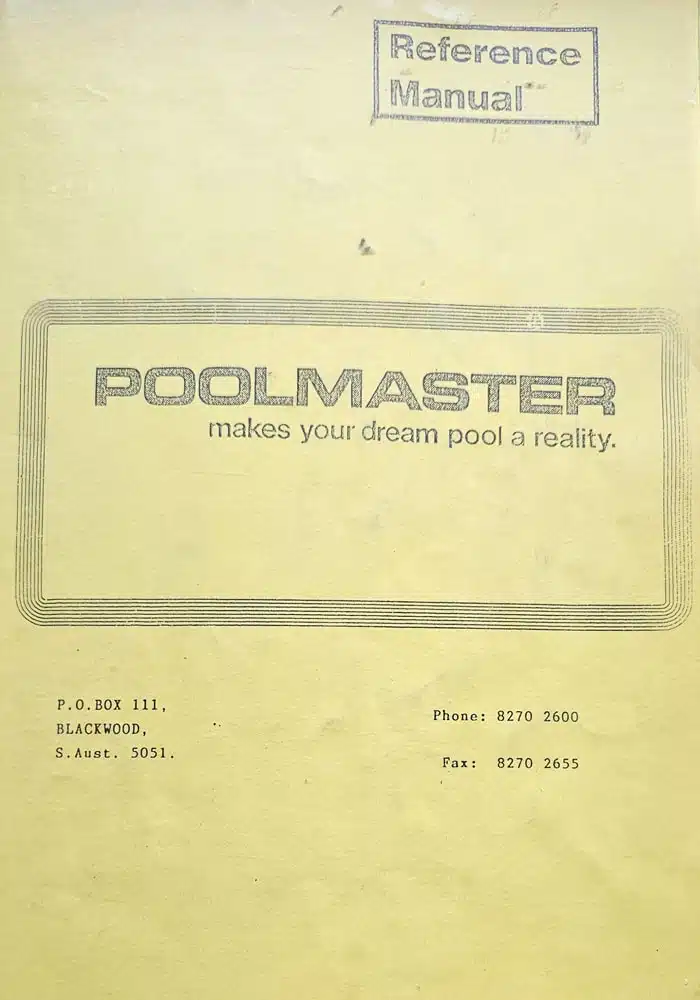 Reference
Manual
POOLMASTER
makes your dream pool a reality.
P.O.BOX 111,
BLACKWOOD,
S.Aust. 5051.
Phone: 8270 2600
Fax: 8270 2655